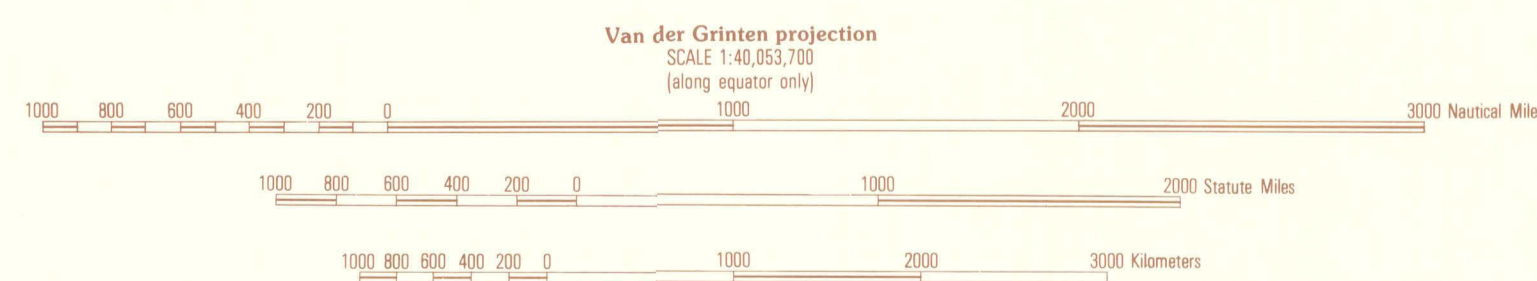 Van der Grinten projection
SCALE 1:40,053,700
(along equator only)
1000 800 600 400 200 0 1000 2000 3000 Nautical Mile
1000 800 600 400 200 0 1000 2000 Statute Miles
1000 800 600 400 200 0 1000 2000 3000 Kilometers